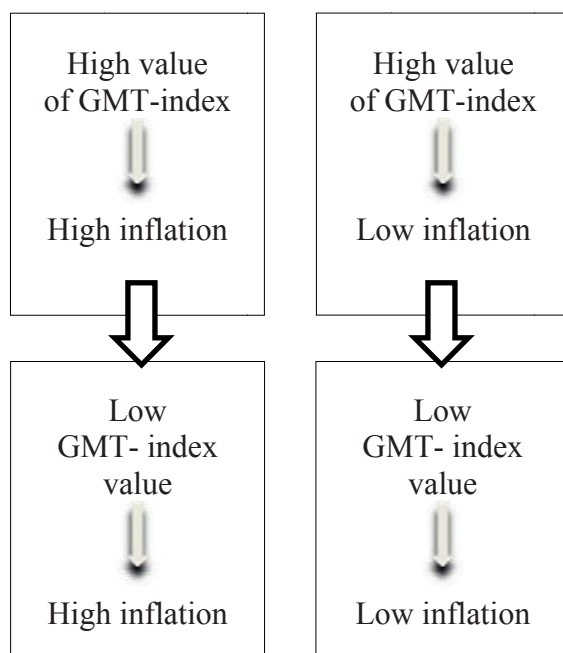 High value
of GMT-index
High inflation
High value
of GMT-index
Low inflation
Low
GMT- index
value
High inflation
Low
GMT- index
value
Low inflation